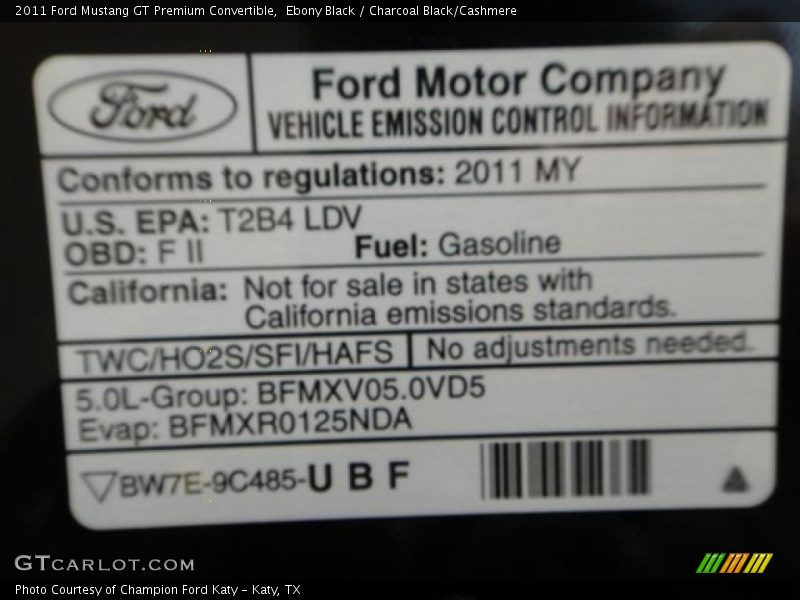 2011 Ford Mustang GT Premium Convertible,  Ebony Black / Charcoal Black/Cashmere
Ford
Ford Motor Company
VEHICLE EMISSION CONTROL INFORMATION
Conforms to regulations: 2011 MY
U.S. EPA: T2B4 LDV
OBD: F II Fuel: Gasoline
California: Not for sale in states with
California emissions standards.
TWC/HO2S/SFI/HAFS No adjustments needed.
5.0L-Group: BFMXV05.0VD5
Evap: BFMXR0125NDA
BW7E-9C485-U B F
GTCARLOT.COM
Photo Courtesy of Champion Ford Katy - Katy, TX